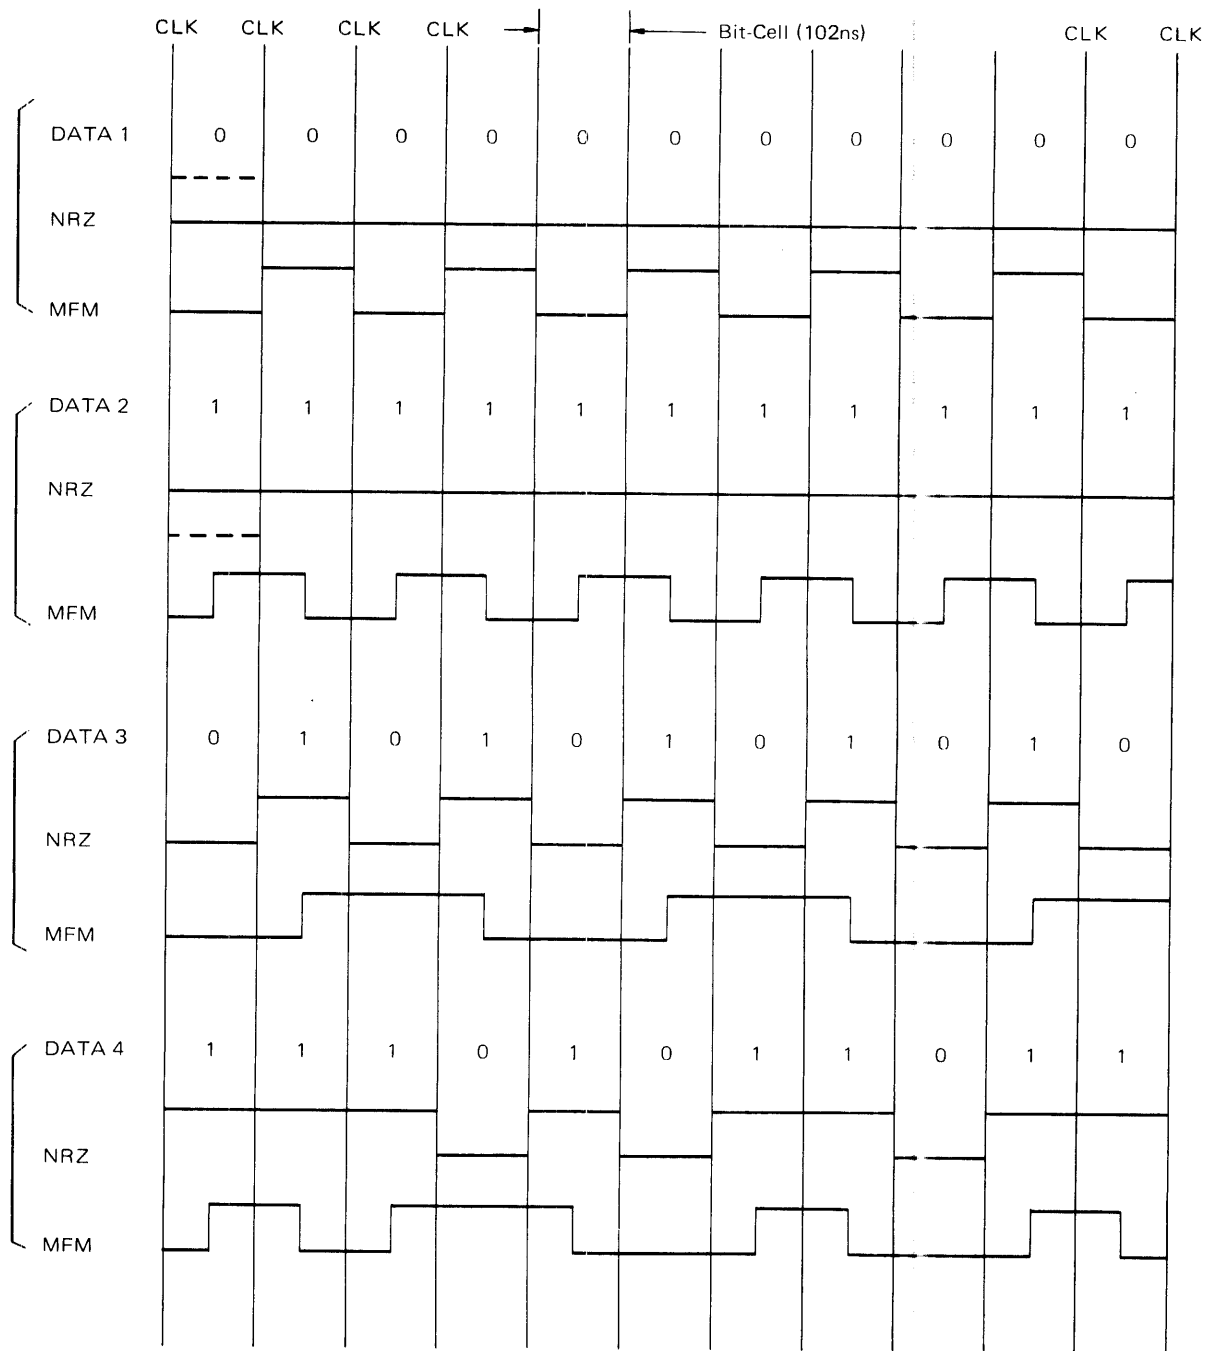 CLK CLK CLK CLK Bit-Cell (102ns) CLK CLK
DATA 1 0 0 0 0 0 0 0 0 0 0 0
NRZ
MFM
DATA 2 1 1 1 1 1 1 1 1 1 1 1
NRZ
MFM
DATA 3 0 1 0 1 0 1 0 1 0 1 0
NRZ
MFM
DATA 4 1 1 1 0 1 0 1 1 0 1 1
NRZ
MFM